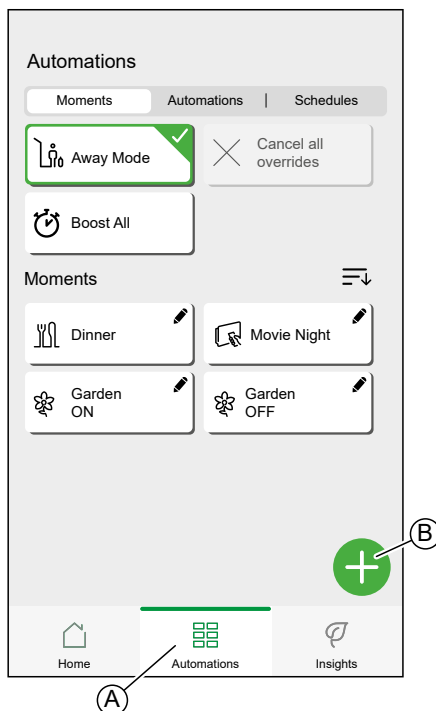 Automations
Moments Automations | Schedules
Away Mode
Cancel all
overrides
Boost All
Moments
Dinner
Movie Night
Garden
ON
Garden
OFF
B
Home Automations Insights
A